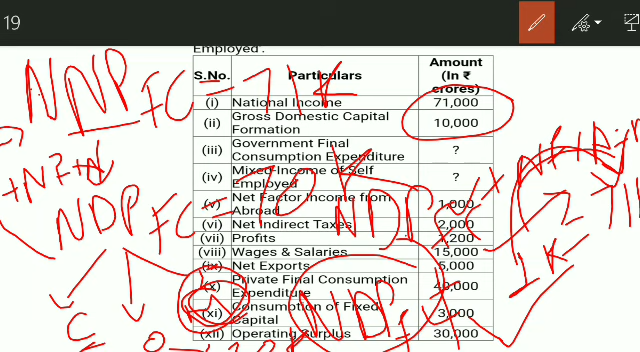 19
Employed'.
S.No. Particulars Amount (In ₹ crores)
(i) National Income 71,000
(ii) Gross Domestic Capital Formation 10,000
(iii) Government Final Consumption Expenditure ?
(iv) Mixed Income of Self Employed ?
(v) Net Factor Income from Abroad 1,000
(vi) Net Indirect Taxes 2,000
(vii) Profits 1,200
(viii) Wages & Salaries 15,000
(ix) Net Exports 5,000
(x) Private Final Consumption Expenditure 40,000
(xi) Consumption of Fixed Capital 3,000
(xii) Operating Surplus 30,000
NNP FC = 71K
NDP FC = 70K
NDP
1K
NDP